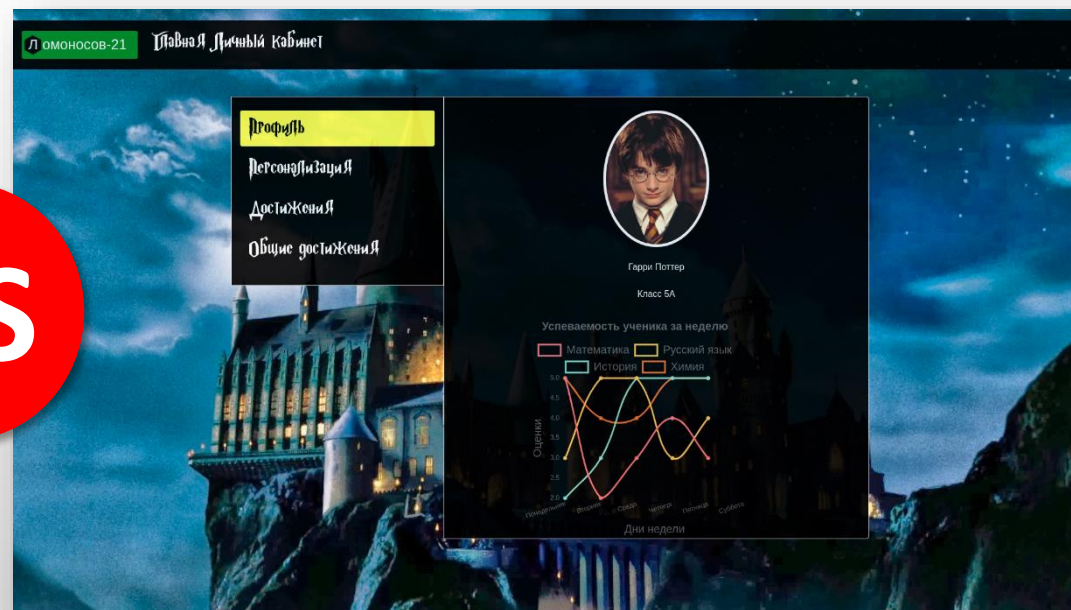 Ломоносов-21 Главная Личный кабинет
Профиль
Персонализация
Достижения
Общие достижения
S
Гарри Поттер
Класс 5А
Успеваемость ученика за неделю
Математика Русский язык
История Химия
5.0
4.5
4.0
3.5
3.0
2.5
2.0
Оценки
Понедельник Вторник Среда Четверг Пятница Суббота
Дни недели